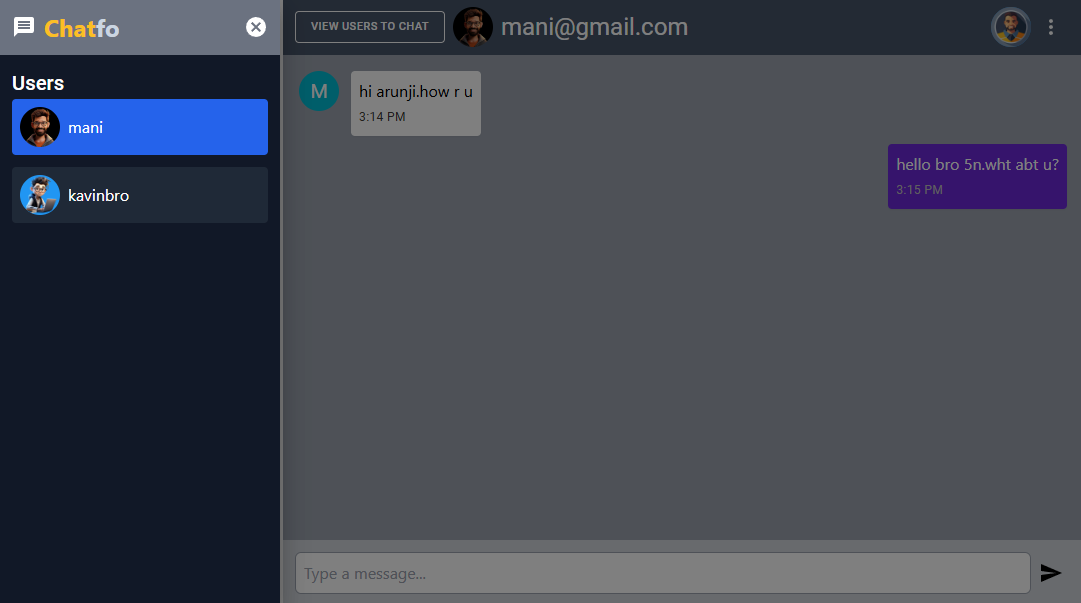 Chatfo
Users
mani
kavinbro
VIEW USERS TO CHAT
mani@gmail.com
M
hi arunji.how r u
3:14 PM
hello bro 5n.wht abt u?
3:15 PM
Type a message...